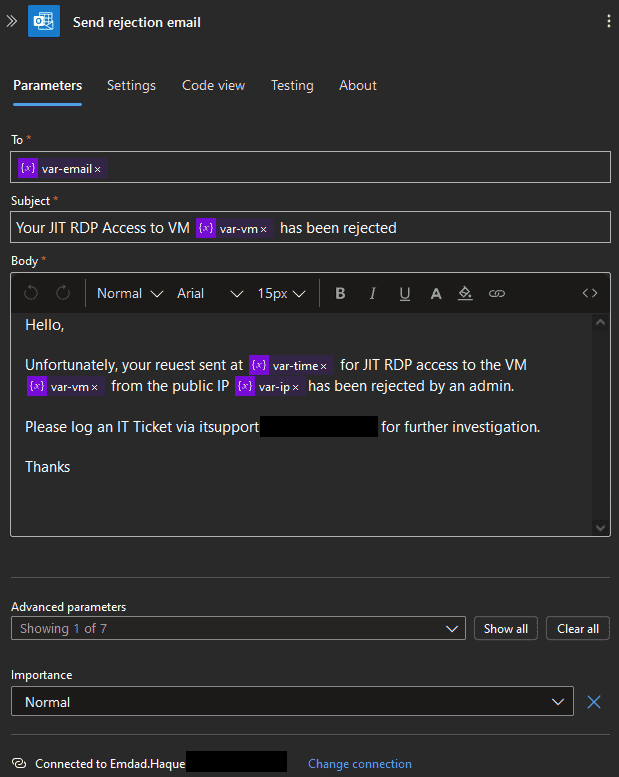 Send rejection email
Parameters Settings Code view Testing About
To *
{x} var-email ×
Subject *
Your JIT RDP Access to VM {x} var-vm × has been rejected
Body *
Normal Arial 15px B I U A <>
Hello,
Unfortunately, your reuest sent at {x} var-time × for JIT RDP access to the VM
{x} var-vm × from the public IP {x} var-ip × has been rejected by an admin.
Please log an IT Ticket via itsupport for further investigation.
Thanks
Advanced parameters
Showing 1 of 7 Show all Clear all
Importance
Normal
Connected to Emdad.Haque Change connection